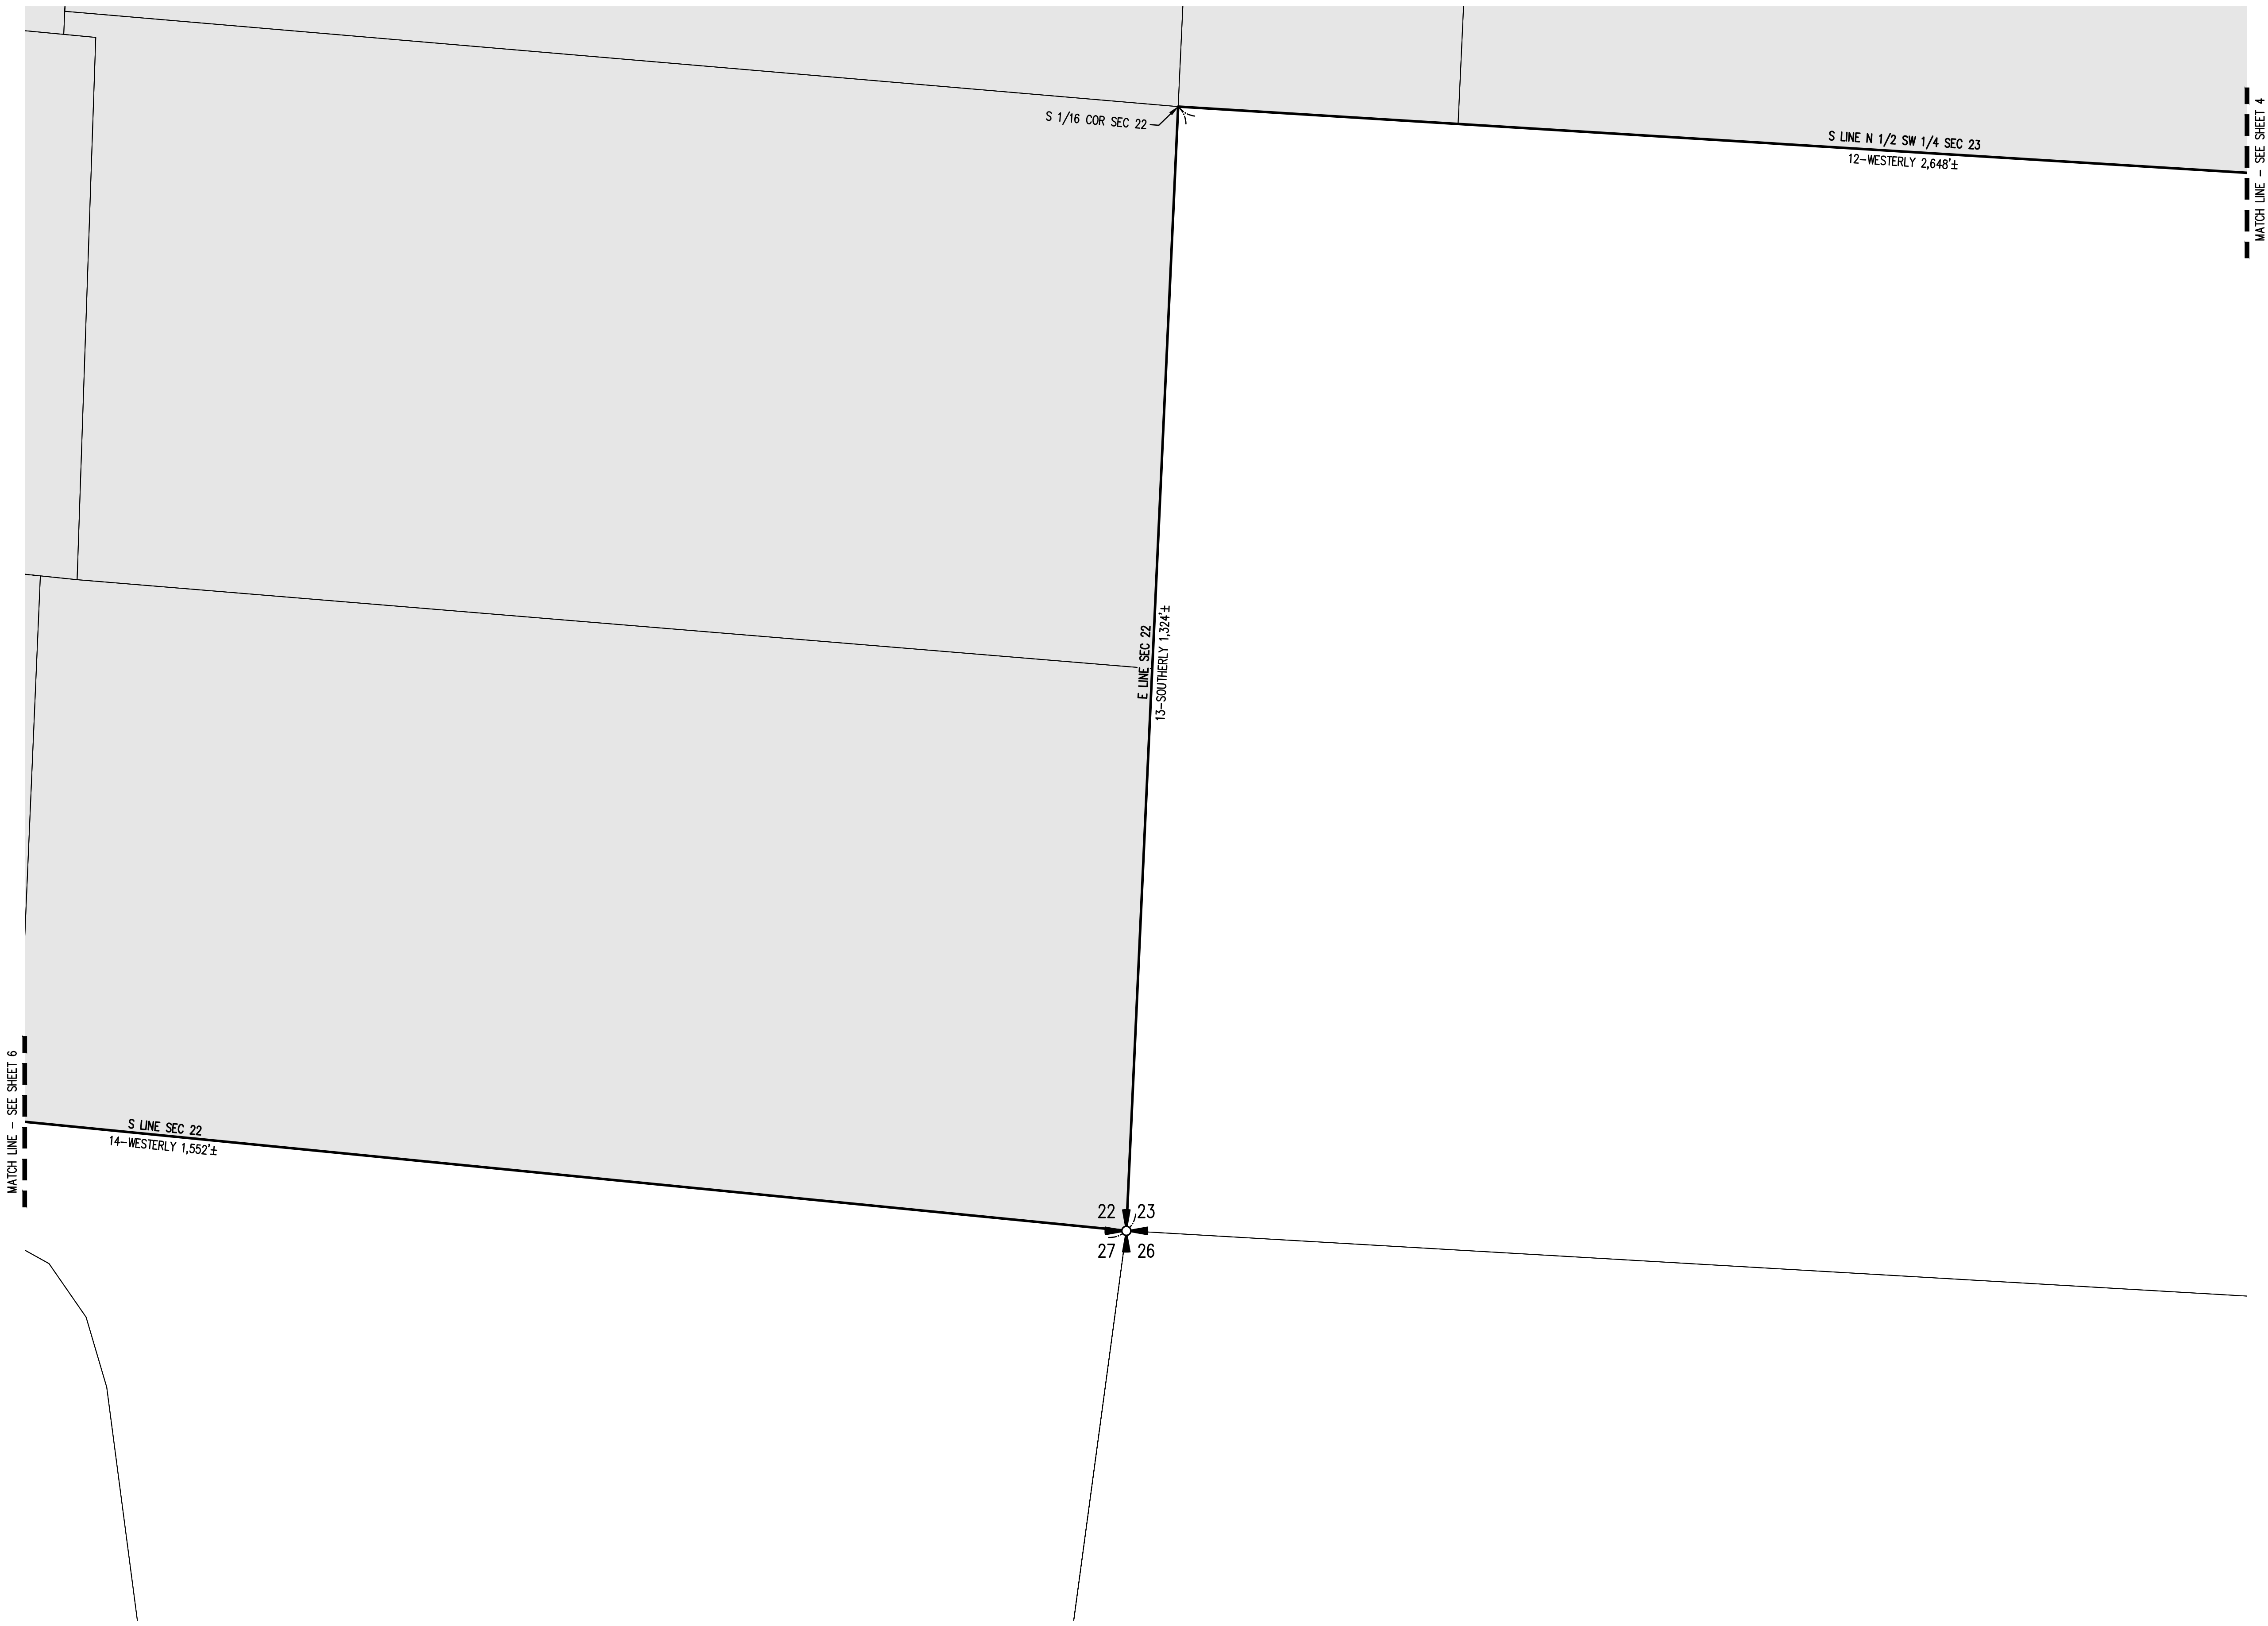 S 1/16 COR SEC 22
S LINE N 1/2 SW 1/4 SEC 23
12-WESTERLY 2,648'±
MATCH LINE - SEE SHEET 4
E LINE SEC 22
13-SOUTHERLY 1,324'±
MATCH LINE - SEE SHEET 6
S LINE SEC 22
14-WESTERLY 1,552'±
22 23
27 26